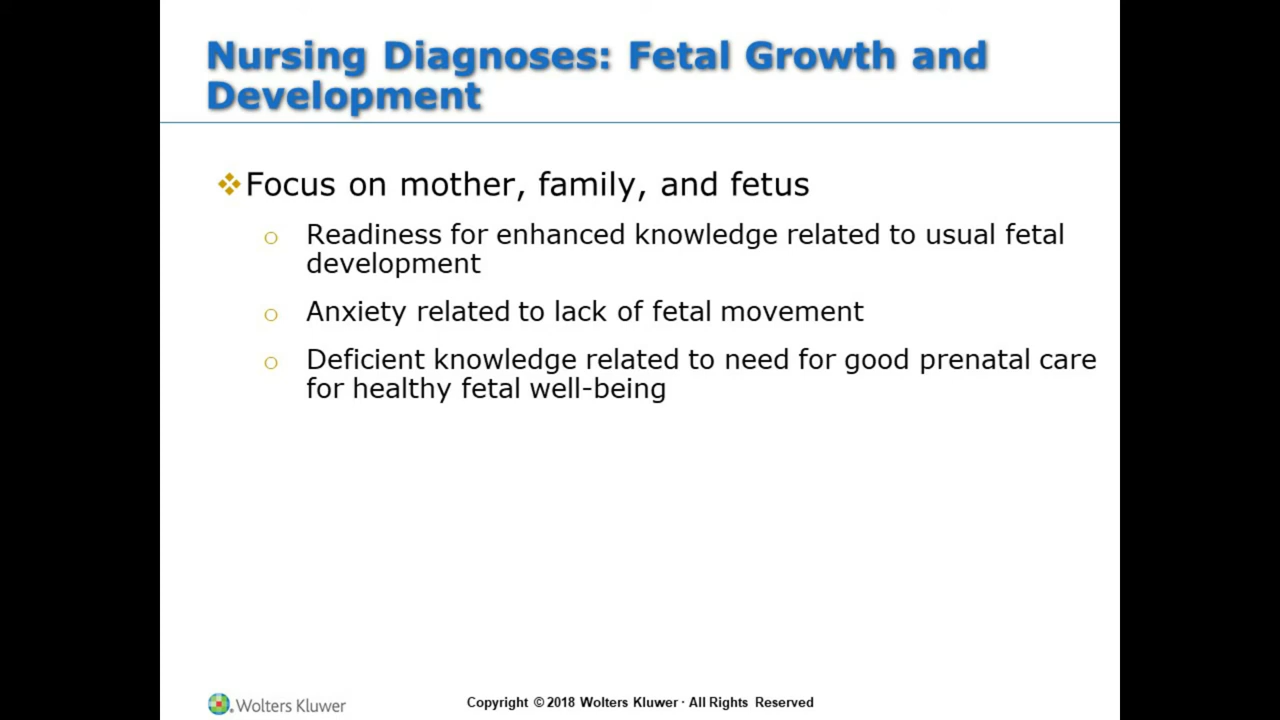 Nursing Diagnoses: Fetal Growth and
Development
Focus on mother, family, and fetus
Readiness for enhanced knowledge related to usual fetal
development
Anxiety related to lack of fetal movement
Deficient knowledge related to need for good prenatal care
for healthy fetal well-being
Wolters Kluwer
Copyright © 2018 Wolters Kluwer · All Rights Reserved